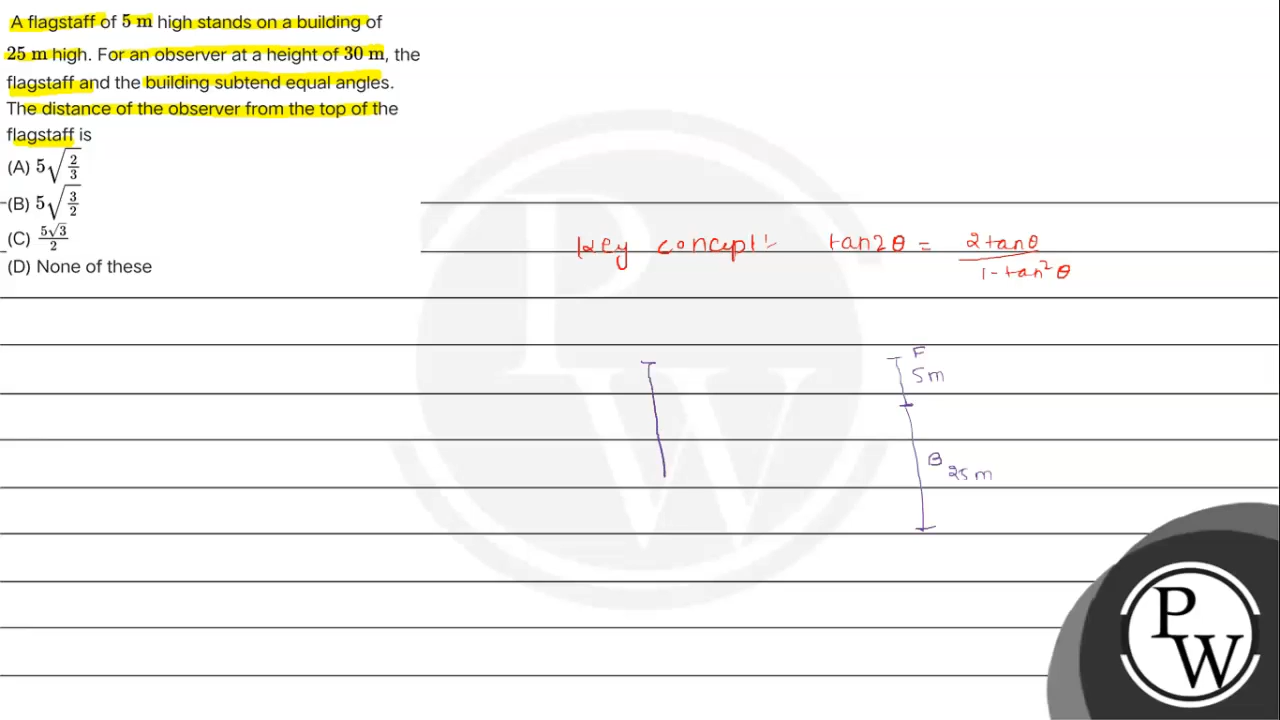 A flagstaff of 5 m high stands on a building of
25 m high. For an observer at a height of 30 m, the
flagstaff and the building subtend equal angles.
The distance of the observer from the top of the
flagstaff is
(A) 5√(2/3)
(B) 5√(3/2)
(C) 5√3/2
(D) None of these
Key concept:- tan2θ = 2tanθ/(1-tan²θ)
F
5m
B 25m
PW
P
W